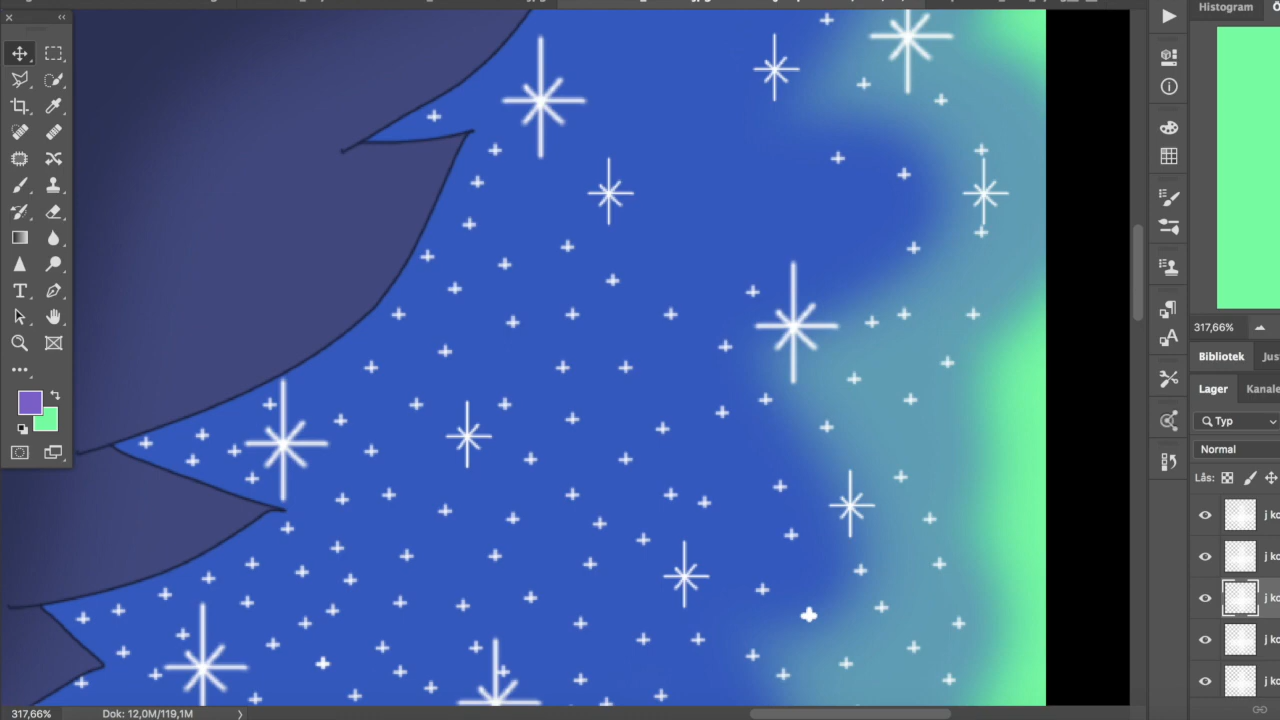 Histogram
317,66%
Bibliotek
Jus
Lager
Kanale
Typ
Normal
Lås:
j ko
j ko
j ko
j ko
j ko
317,66%
Dok: 12,0M/119,1M